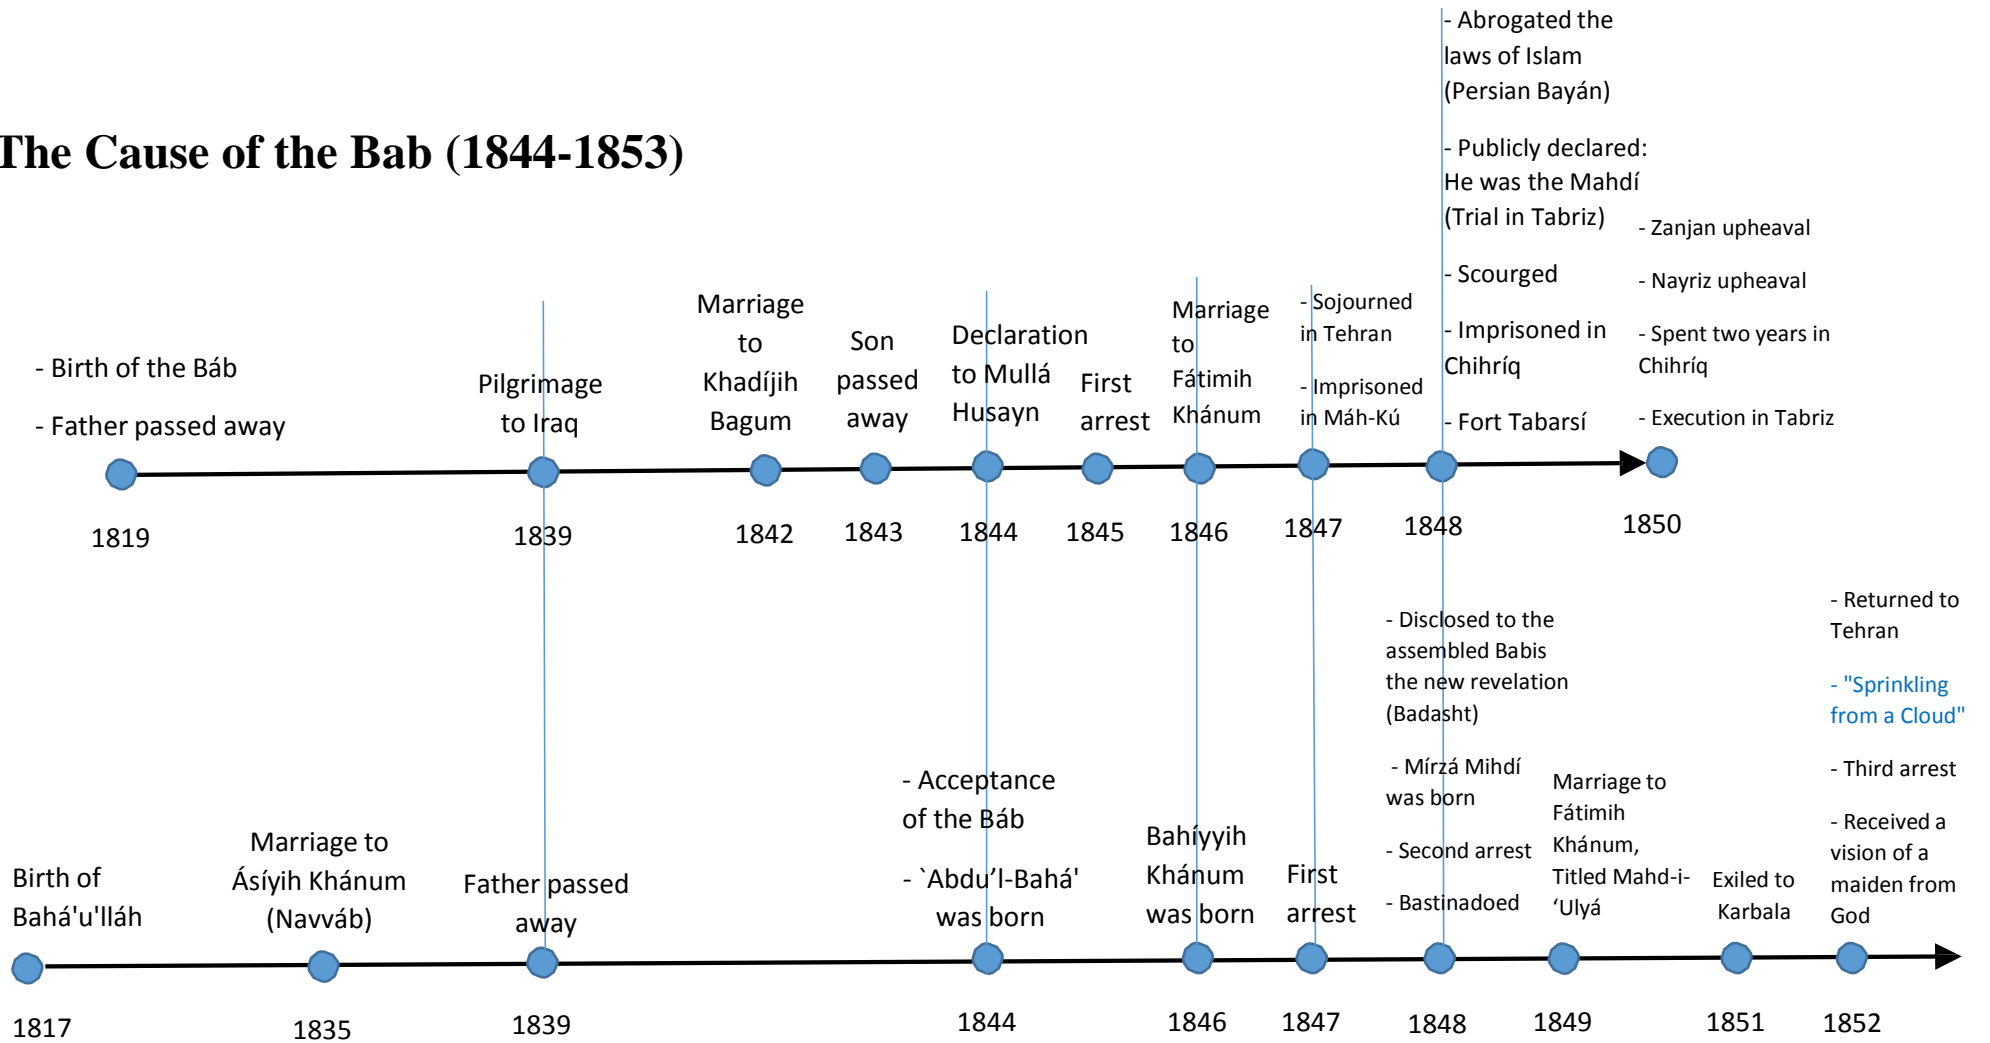 The Cause of the Bab (1844-1853)
- Birth of the Báb
- Father passed away
1819
Pilgrimage
to Iraq
1839
Marriage
to
Khadíjih
Bagum
1842
Son
passed
away
1843
Declaration
to Mullá
Husayn
1844
First
arrest
1845
Marriage
to
Fátimih
Khánum
1846
- Sojourned
in Tehran
- Imprisoned
in Máh-Kú
1847
- Abrogated the
laws of Islam
(Persian Bayán)
- Publicly declared:
He was the Mahdí
(Trial in Tabriz)
- Scourged
- Imprisoned in
Chihríq
- Fort Tabarsí
1848
- Zanjan upheaval
- Nayriz upheaval
- Spent two years in
Chihríq
- Execution in Tabriz
1850
Birth of
Bahá'u'lláh
1817
Marriage to
Ásíyih Khánum
(Navváb)
1835
Father passed
away
1839
- Acceptance
of the Báb
- `Abdu’l-Bahá'
was born
1844
Bahíyyih
Khánum
was born
1846
First
arrest
1847
- Disclosed to the
assembled Babis
the new revelation
(Badasht)
- Mírzá Mihdí
was born
- Second arrest
- Bastinadoed
1848
Marriage to
Fátimih
Khánum,
Titled Mahd-i-
‘Ulyá
1849
Exiled to
Karbala
1851
- Returned to
Tehran
- "Sprinkling
from a Cloud"
- Third arrest
- Received a
vision of a
maiden from
God
1852